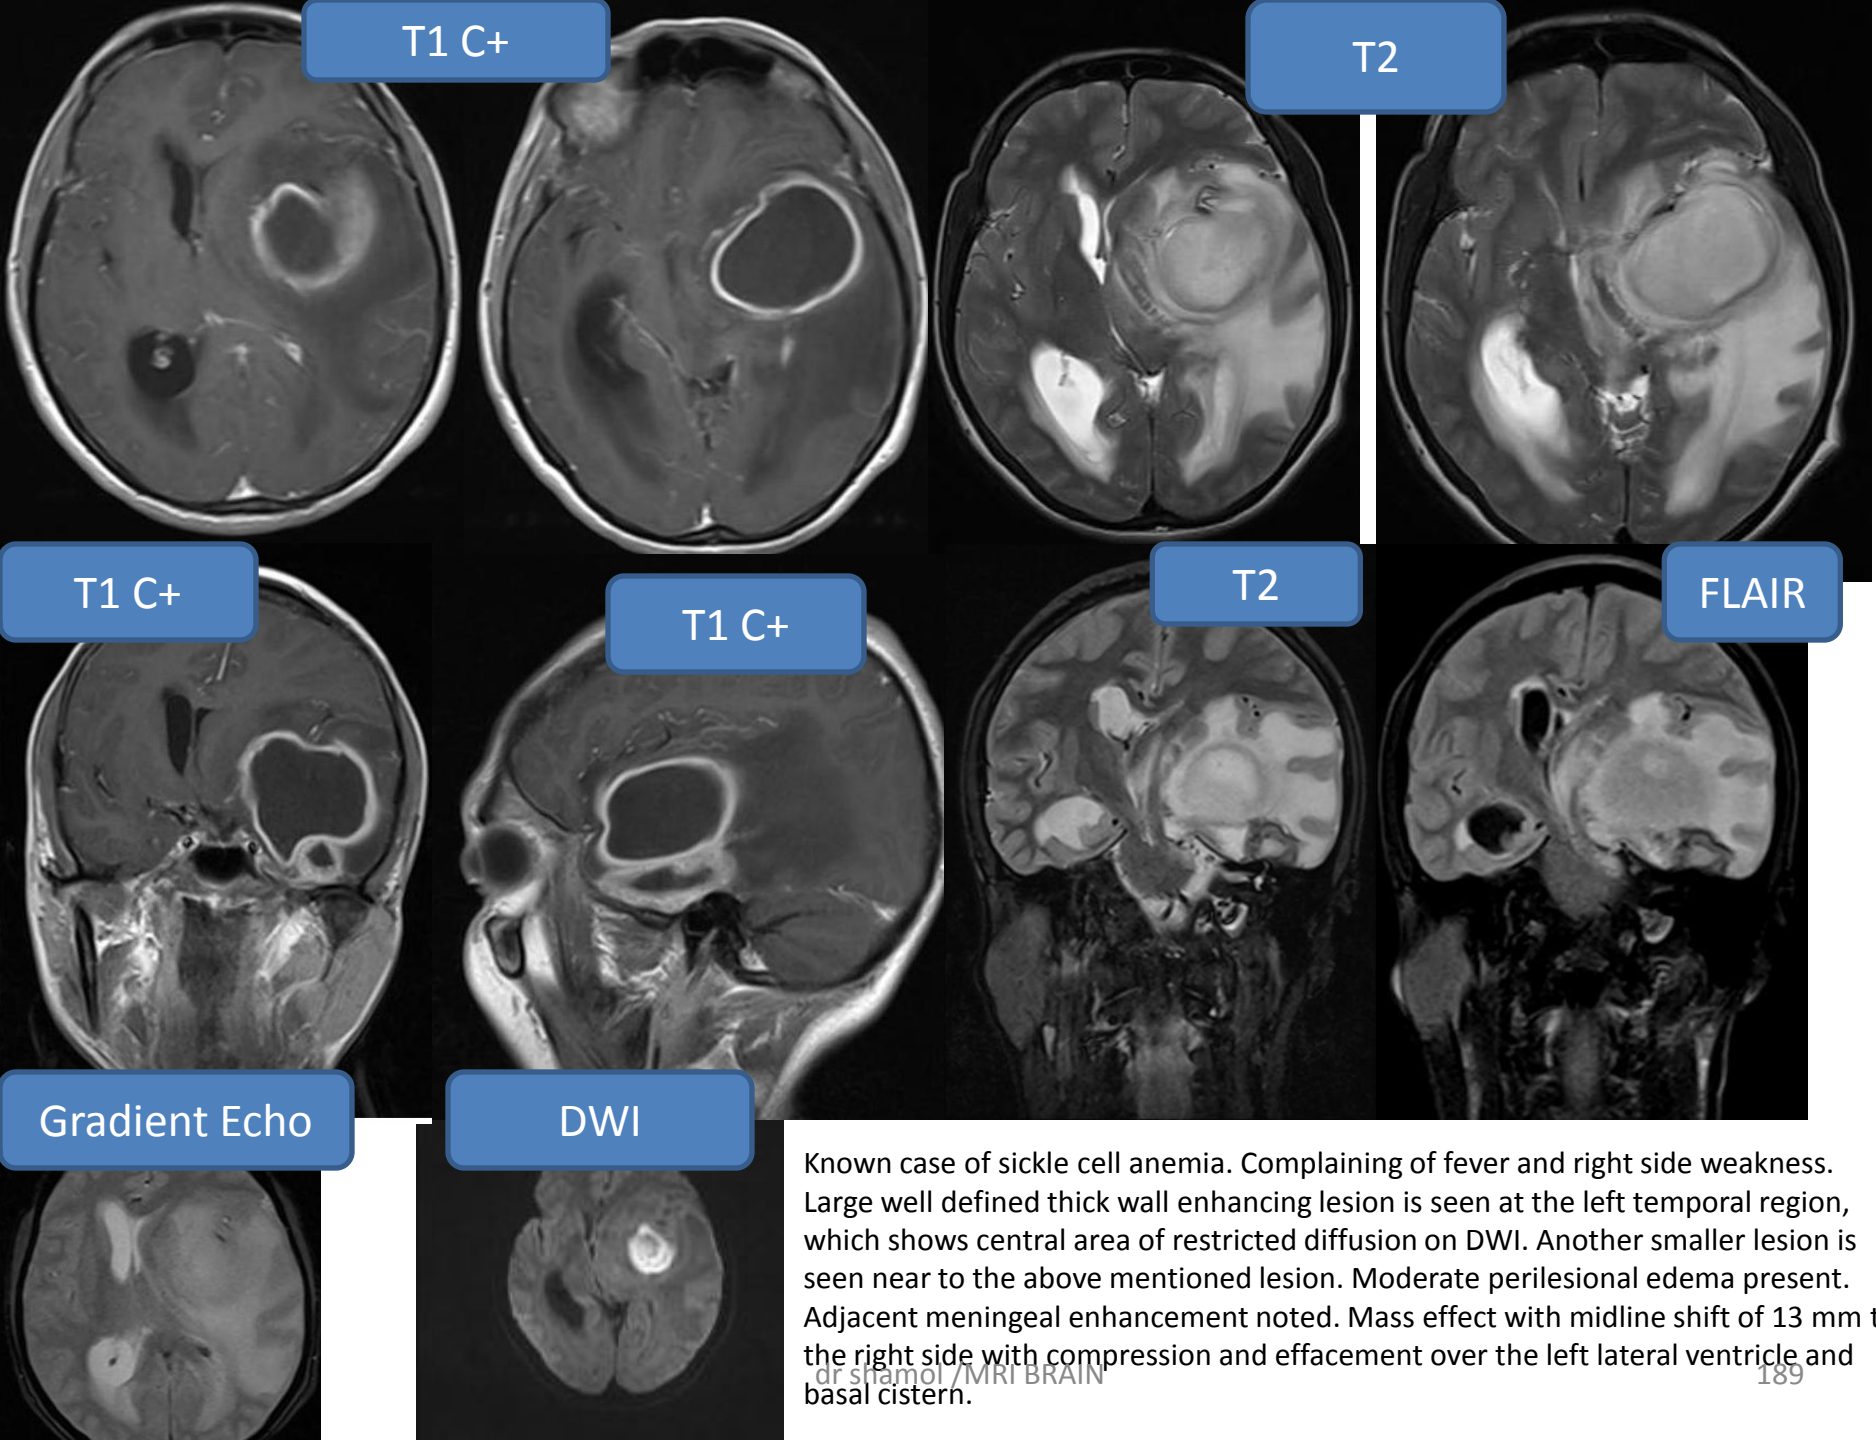 T1 C+
T2
T1 C+
T1 C+
T2
FLAIR
Gradient Echo
DWI
Known case of sickle cell anemia. Complaining of fever and right side weakness.
Large well defined thick wall enhancing lesion is seen at the left temporal region,
which shows central area of restricted diffusion on DWI. Another smaller lesion is
seen near to the above mentioned lesion. Moderate perilesional edema present.
Adjacent meningeal enhancement noted. Mass effect with midline shift of 13 mm
the right side with compression and effacement over the left lateral ventricle and
basal cistern.
dr shamol /MRI BRAIN
189